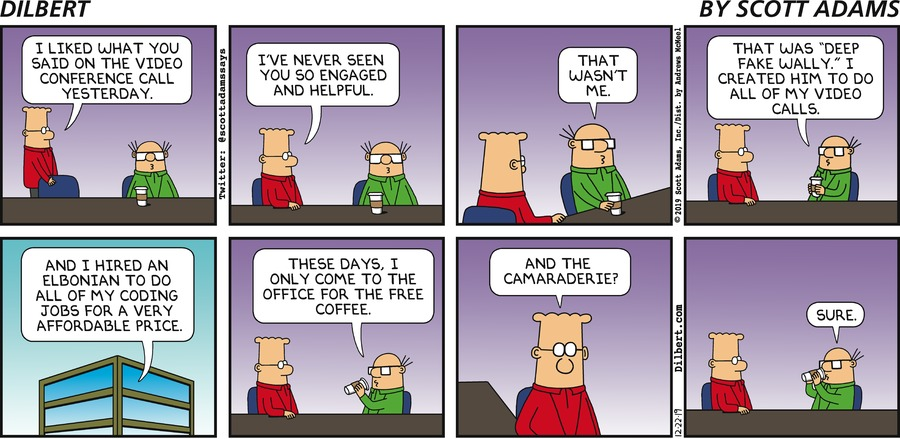 DILBERT
BY SCOTT ADAMS
I LIKED WHAT YOU
SAID ON THE VIDEO
CONFERENCE CALL
YESTERDAY.
Twitter: @scottadamssays
I'VE NEVER SEEN
YOU SO ENGAGED
AND HELPFUL.
THAT
WASN'T
ME.
© 2019 Scott Adams, Inc./Dist. by Andrews McMeel
THAT WAS "DEEP
FAKE WALLY." I
CREATED HIM TO DO
ALL OF MY VIDEO
CALLS.
AND I HIRED AN
ELBONIAN TO DO
ALL OF MY CODING
JOBS FOR A VERY
AFFORDABLE PRICE.
THESE DAYS, I
ONLY COME TO THE
OFFICE FOR THE FREE
COFFEE.
AND THE
CAMARADERIE?
12-22-19
Dilbert.com
SURE.